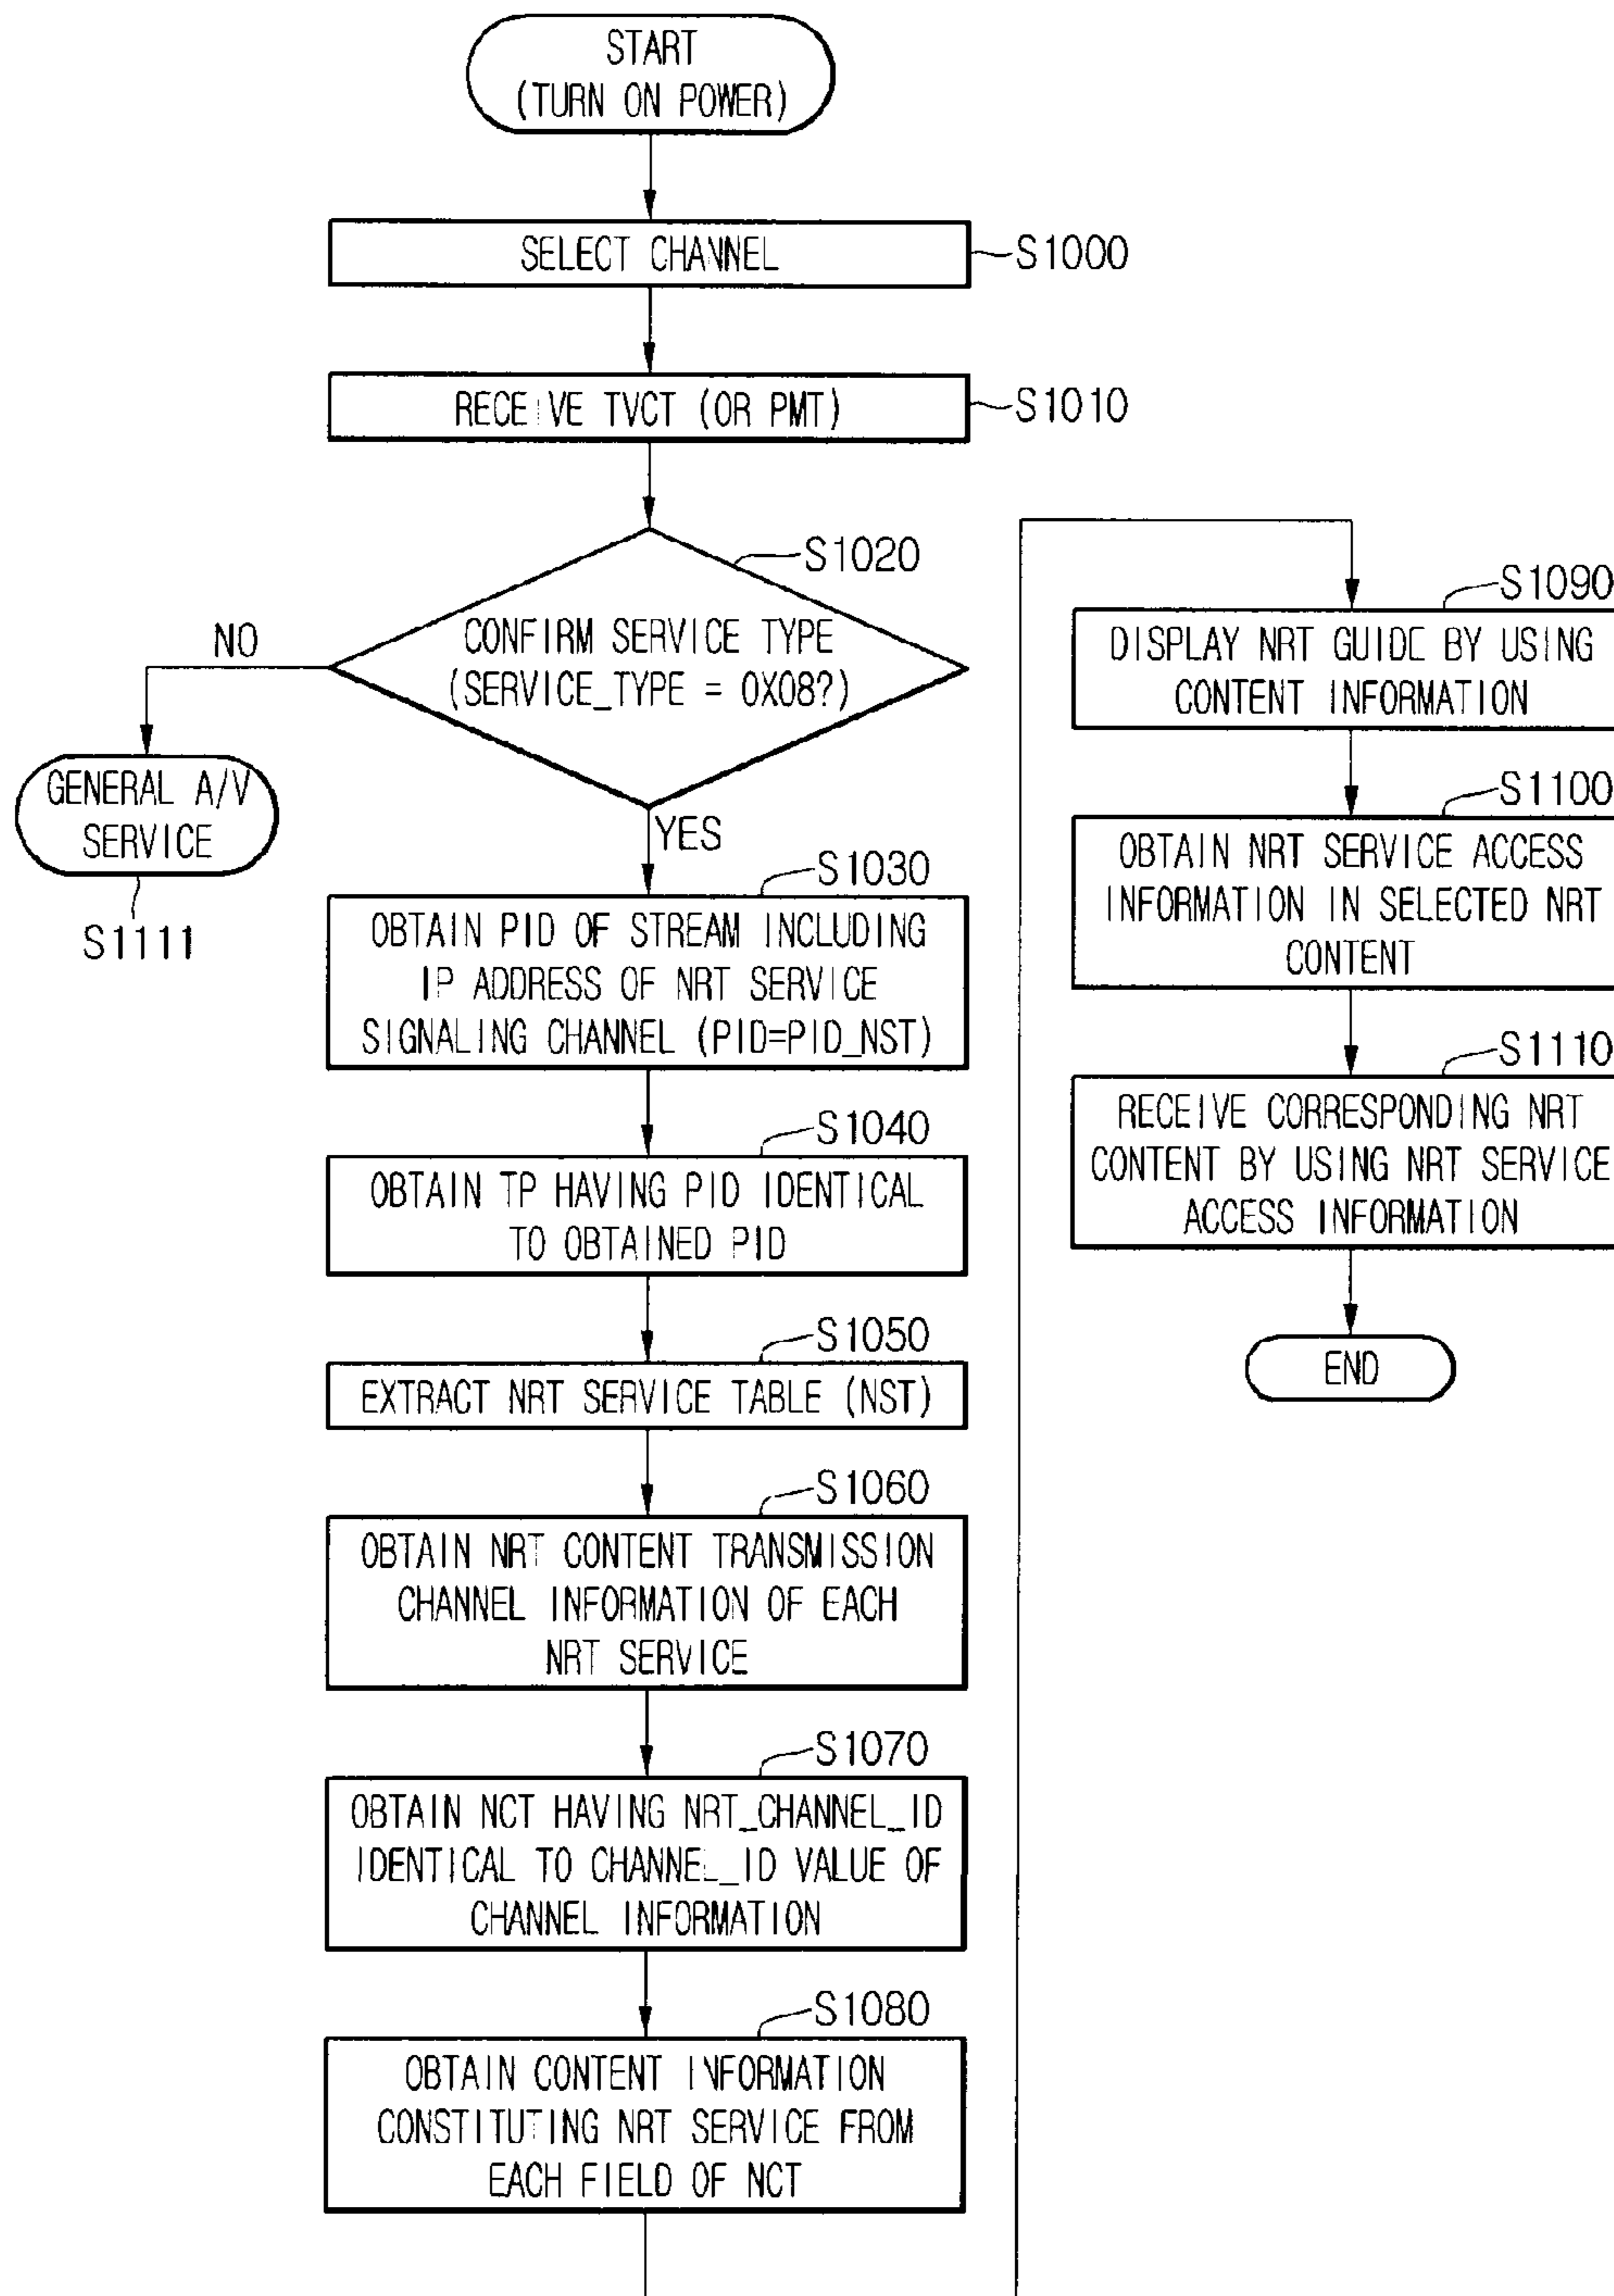 START
(TURN ON POWER)
SELECT CHANNEL
S1000
RECEIVE TVCT (OR PMT)
S1010
S1020
CONFIRM SERVICE TYPE
(SERVICE_TYPE = 0X08?)
NO
GENERAL A/V
SERVICE
S1111
YES
S1030
OBTAIN PID OF STREAM INCLUDING
IP ADDRESS OF NRT SERVICE
SIGNALING CHANNEL (PID=PID_NST)
S1040
OBTAIN TP HAVING PID IDENTICAL
TO OBTAINED PID
S1050
EXTRACT NRT SERVICE TABLE (NST)
S1060
OBTAIN NRT CONTENT TRANSMISSION
CHANNEL INFORMATION OF EACH
NRT SERVICE
S1070
OBTAIN NCT HAVING NRT_CHANNEL_ID
IDENTICAL TO CHANNEL_ID VALUE OF
CHANNEL INFORMATION
S1080
OBTAIN CONTENT INFORMATION
CONSTITUTING NRT SERVICE FROM
EACH FIELD OF NCT
S1090
DISPLAY NRT GUIDE BY USING
CONTENT INFORMATION
S1100
OBTAIN NRT SERVICE ACCESS
INFORMATION IN SELECTED NRT
CONTENT
S1110
RECEIVE CORRESPONDING NRT
CONTENT BY USING NRT SERVICE
ACCESS INFORMATION
END